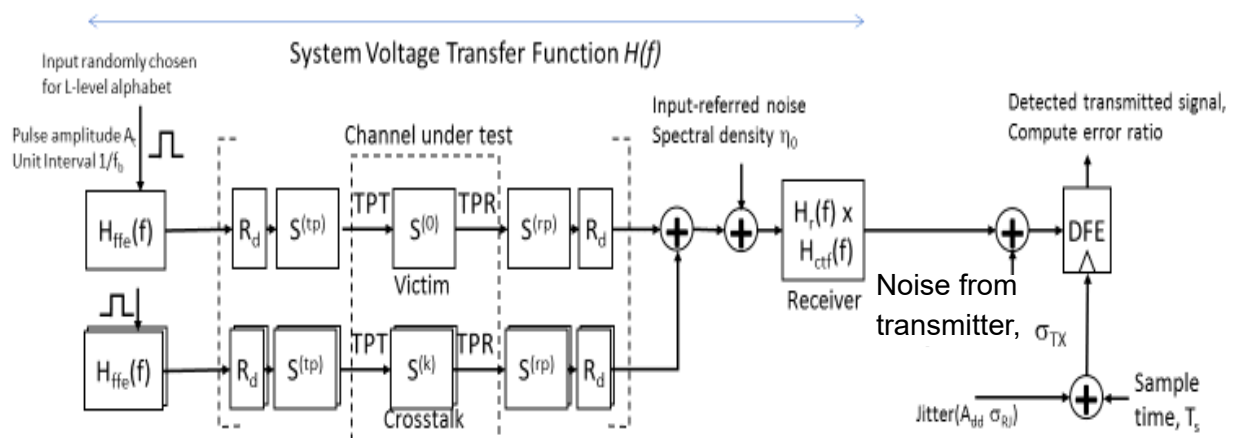 System Voltage Transfer Function H(f)
Input randomly chosen
for L-level alphabet
Pulse amplitude Aₜ
Unit Interval 1/f_b
Channel under test
Input-referred noise
Spectral density η₀
Detected transmitted signal,
Compute error ratio
H_ffe(f)
R_d
S^(tp)
TPT
S^(0)
TPR
S^(rp)
R_d
H_r(f) x
H_ctf(f)
DFE
Victim
Receiver
Noise from
transmitter, σ_TX
H_ffe(f)
R_d
S^(tp)
TPT
S^(k)
TPR
S^(rp)
R_d
Crosstalk
Jitter(A_dd σ_RJ)
Sample
time, T_s